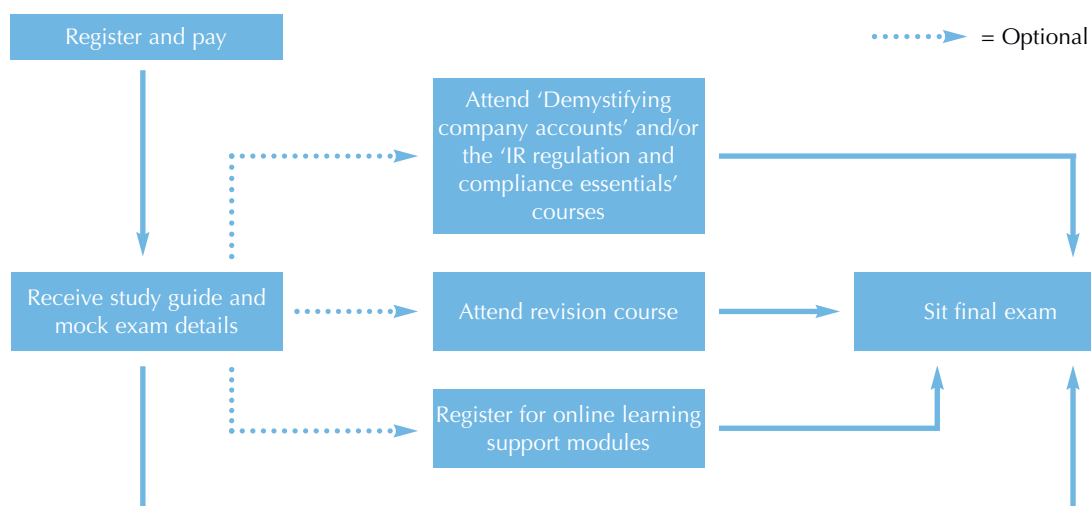 Register and pay
= Optional
Attend ‘Demystifying
company accounts’ and/or
the ‘IR regulation and
compliance essentials’
courses
Receive study guide and
mock exam details
Attend revision course
Sit final exam
Register for online learning
support modules